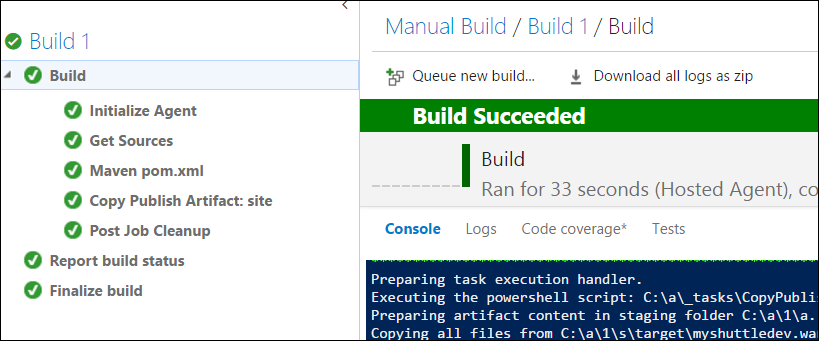 Build 1
Build
Initialize Agent
Get Sources
Maven pom.xml
Copy Publish Artifact: site
Post Job Cleanup
Report build status
Finalize build
Manual Build / Build 1 / Build
Queue new build... Download all logs as zip
Build Succeeded
Build
Ran for 33 seconds (Hosted Agent), co
Console Logs Code coverage* Tests
Preparing task execution handler.
Executing the powershell script: C:\a\_tasks\CopyPublis
Preparing artifact content in staging folder C:\a\1\a.
Copying all files from C:\a\1\s\target\myshuttledev.wa